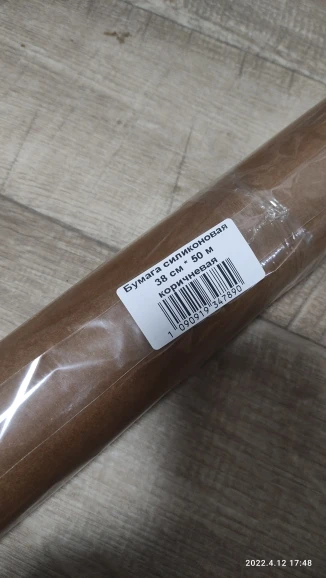 Бумага силиконовая
38 см * 50 м
коричневая
1 090919 347890
2022.4.12 17:48